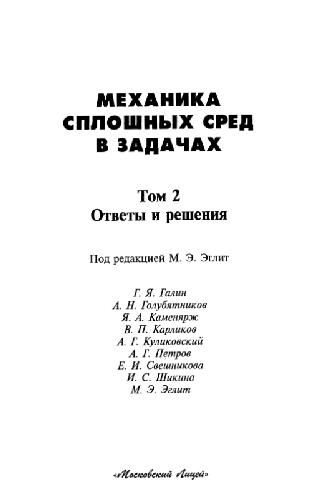 МЕХАНИКА
СПЛОШНЫХ СРЕД
В ЗАДАЧАХ
Том 2
Ответы и решения
Под редакцией М. Э. Эглит
Г. Я. Галин
А. Н. Голубятников
Я. А. Каменярж
В. П. Карликов
А. Г. Куликовский
А. Г. Петров
Е. И. Свешникова
И. С. Шикина
М. Э. Эглит
«Московский Лицей»